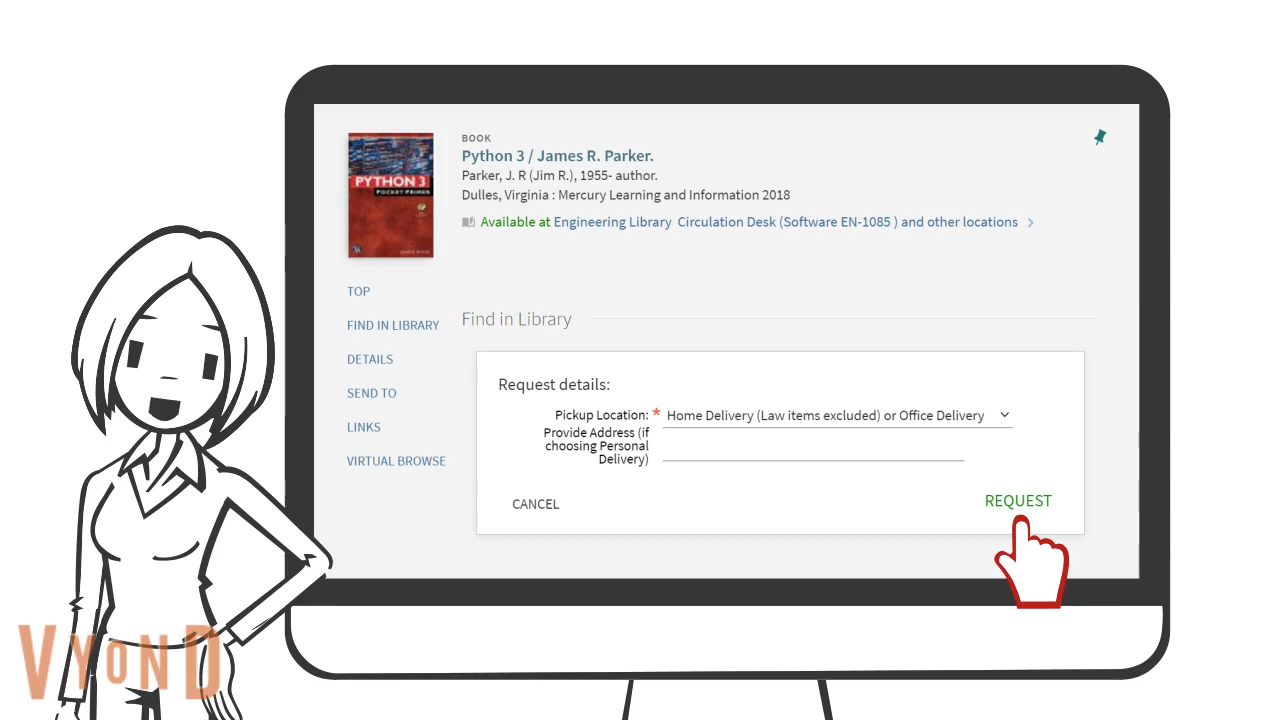 BOOK
Python 3 / James R. Parker.
Parker, J. R (Jim R.), 1955- author.
Dulles, Virginia : Mercury Learning and Information 2018
Available at Engineering Library Circulation Desk (Software EN-1085 ) and other locations
PYTHON 3
POCKET PRIMER
TOP
FIND IN LIBRARY
DETAILS
SEND TO
LINKS
VIRTUAL BROWSE
Find in Library
Request details:
Pickup Location: * Home Delivery (Law items excluded) or Office Delivery
Provide Address (if
choosing Personal
Delivery)
CANCEL
REQUEST
VYOND